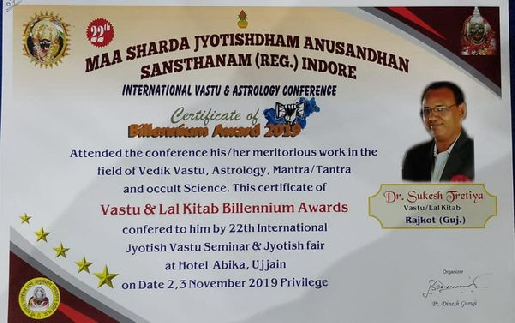 22th
MAA SHARDA JYOTISHDHAM ANUSANDHAN
SANSTHANAM (REG.) INDORE
INTERNATIONAL VASTU & ASTROLOGY CONFERENCE
Certificate of
Billennium Award 2019
Attended the conference his/her meritorious work in the
field of Vedik Vastu, Astrology, Mantra/Tantra
and occult Science. This certificate of
Vastu & Lal Kitab Billennium Awards
confered to him by 22th International
Jyotish Vastu Seminar & Jyotish fair
at Hotel Abika, Ujjain
on Date 2, 3 November 2019 Privilege
Dr. Sukesh Tretiya
Vastu/Lal Kitab
Rajkot (Guj.)
Organizer